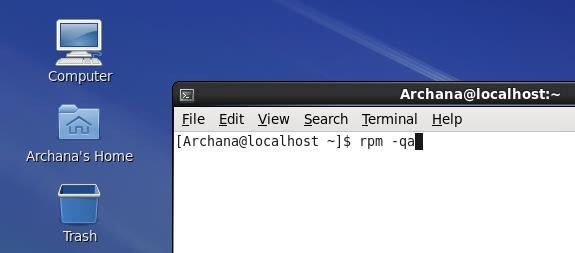 Computer
Archana's Home
Trash
Archana@localhost:~
File Edit View Search Terminal Help
[Archana@localhost ~]$ rpm -qa